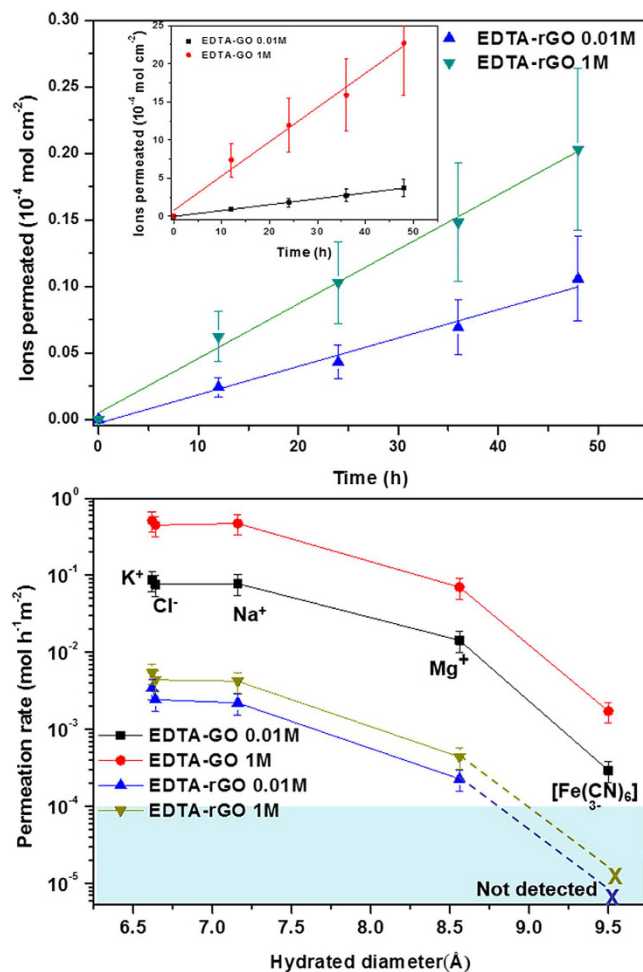 0.30
0.25
0.20
0.15
0.10
0.05
0.00
Ions permeated (10⁻⁴ mol cm⁻²)
0 10 20 30 40 50
Time (h)
EDTA-rGO 0.01M
EDTA-rGO 1M
25
20
15
10
5
0
Ions permeated (10⁻⁴ mol cm⁻²)
EDTA-GO 0.01M
EDTA-GO 1M
0 10 20 30 40 50
Time (h)
10⁰
10⁻¹
10⁻²
10⁻³
10⁻⁴
10⁻⁵
Permeation rate (mol h⁻¹m⁻²)
K⁺
Cl⁻
Na⁺
Mg⁺
[Fe(CN)₆]
3-
EDTA-GO 0.01M
EDTA-GO 1M
EDTA-rGO 0.01M
EDTA-rGO 1M
X
X
Not detected
6.5 7.0 7.5 8.0 8.5 9.0 9.5
Hydrated diameter(Å)